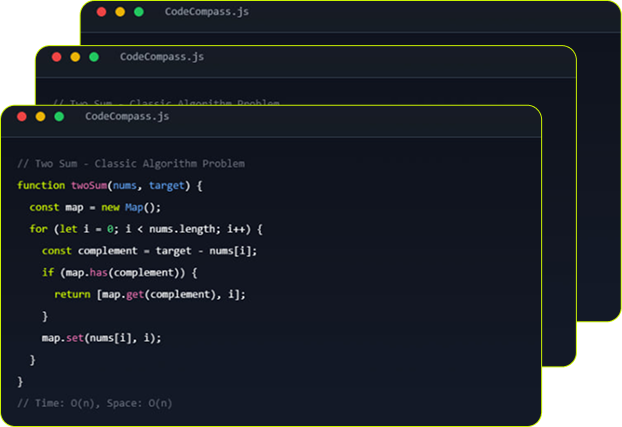 CodeCompass.js
CodeCompass.js
// Two Sum - Classic Algorithm Problem
CodeCompass.js
// Two Sum - Classic Algorithm Problem
function twoSum(nums, target) {
  const map = new Map();
  for (let i = 0; i < nums.length; i++) {
    const complement = target - nums[i];
    if (map.has(complement)) {
      return [map.get(complement), i];
    }
    map.set(nums[i], i);
  }
}
// Time: O(n), Space: O(n)